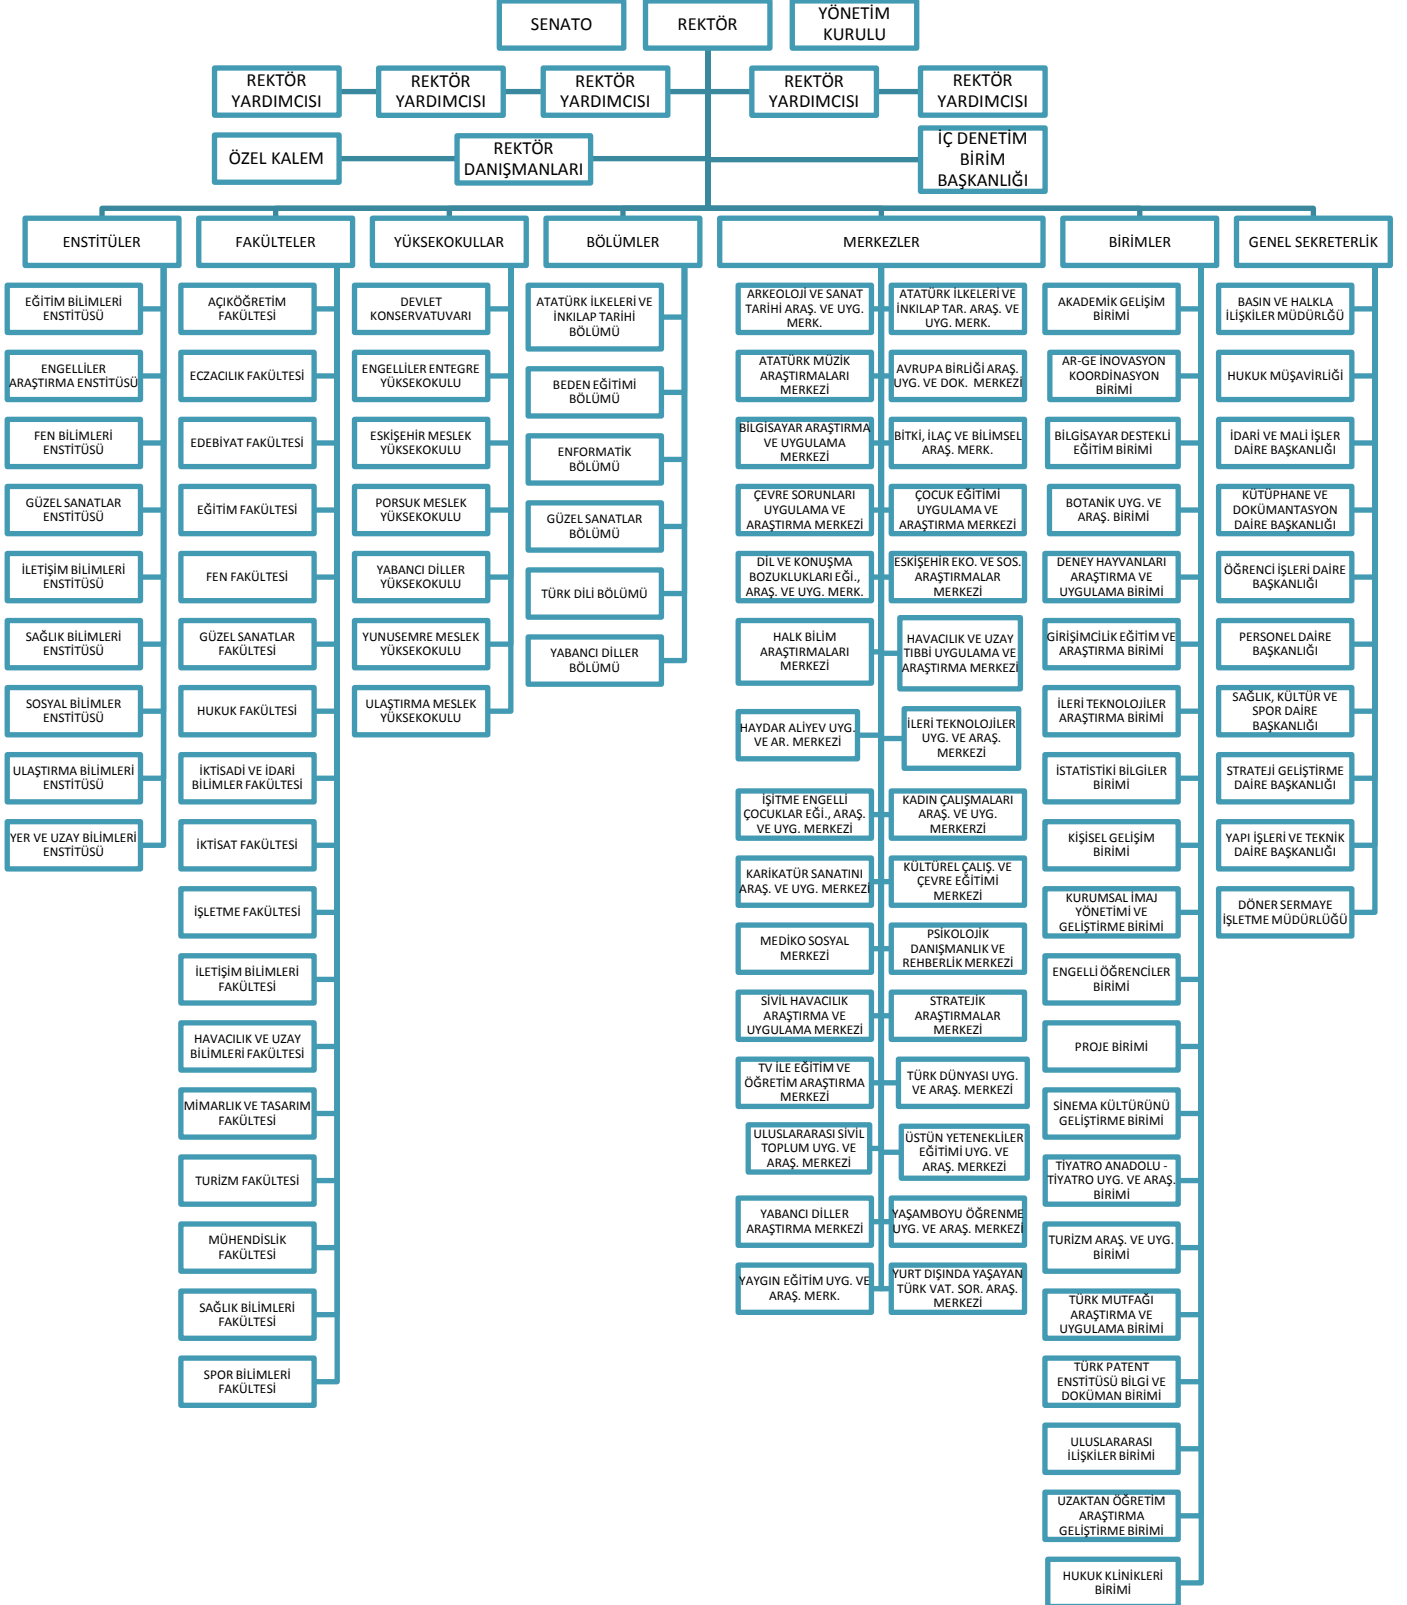 SENATO
REKTÖR
YÖNETİM
KURULU
REKTÖR
YARDIMCISI
REKTÖR
YARDIMCISI
REKTÖR
YARDIMCISI
REKTÖR
YARDIMCISI
REKTÖR
YARDIMCISI
ÖZEL KALEM
REKTÖR
DANIŞMANLARI
İÇ DENETİM
BİRİM
BAŞKANLIĞI
ENSTİTÜLER
EĞİTİM BİLİMLERİ
ENSTİTÜSÜ
ENGELLİLER
ARAŞTIRMA ENSTİTÜSÜ
FEN BİLİMLERİ
ENSTİTÜSÜ
GÜZEL SANATLAR
ENSTİTÜSÜ
İLETİŞİM BİLİMLERİ
ENSTİTÜSÜ
SAĞLIK BİLİMLERİ
ENSTİTÜSÜ
SOSYAL BİLİMLER
ENSTİTÜSÜ
ULAŞTIRMA BİLİMLERİ
ENSTİTÜSÜ
YER VE UZAY BİLİMLERİ
ENSTİTÜSÜ
FAKÜLTELER
AÇIKÖĞRETİM
FAKÜLTESİ
ECZACILIK FAKÜLTESİ
EDEBİYAT FAKÜLTESİ
EĞİTİM FAKÜLTESİ
FEN FAKÜLTESİ
GÜZEL SANATLAR
FAKÜLTESİ
HUKUK FAKÜLTESİ
İKTİSADİ VE İDARİ
BİLİMLER FAKÜLTESİ
İKTİSAT FAKÜLTESİ
İŞLETME FAKÜLTESİ
İLETİŞİM BİLİMLERİ
FAKÜLTESİ
HAVACILIK VE UZAY
BİLİMLERİ FAKÜLTESİ
MİMARLIK VE TASARIM
FAKÜLTESİ
TURİZM FAKÜLTESİ
MÜHENDİSLİK
FAKÜLTESİ
SAĞLIK BİLİMLERİ
FAKÜLTESİ
SPOR BİLİMLERİ
FAKÜLTESİ
YÜKSEKOKULLAR
DEVLET
KONSERVATUVARI
ENGELLİLER ENTEGRE
YÜKSEKOKULU
ESKİŞEHİR MESLEK
YÜKSEKOKULU
PORSUK MESLEK
YÜKSEKOKULU
YABANCI DİLLER
YÜKSEKOKULU
YUNUSEMRE MESLEK
YÜKSEKOKULU
ULAŞTIRMA MESLEK
YÜKSEKOKULU
BÖLÜMLER
ATATÜRK İLKELERİ VE
İNKILAP TARİHİ
BÖLÜMÜ
BEDEN EĞİTİMİ
BÖLÜMÜ
ENFORMATİK
BÖLÜMÜ
GÜZEL SANATLAR
BÖLÜMÜ
TÜRK DİLİ BÖLÜMÜ
YABANCI DİLLER
BÖLÜMÜ
MERKEZLER
ARKEOLOJİ VE SANAT
TARİHİ ARAŞ. VE UYG.
MERK.
ATATÜRK İLKELERİ VE
İNKILAP TAR. ARAŞ. VE
UYG. MERK.
ATATÜRK MÜZİK
ARAŞTIRMALARI
MERKEZİ
AVRUPA BİRLİĞİ ARAŞ.
UYG. VE DOK. MERKEZİ
BİLGİSAYAR ARAŞTIRMA
VE UYGULAMA
MERKEZİ
BİTKİ, İLAÇ VE BİLİMSEL
ARAŞ. MERK.
ÇEVRE SORUNLARI
UYGULAMA VE
ARAŞTIRMA MERKEZİ
ÇOCUK EĞİTİMİ
UYGULAMA VE
ARAŞTIRMA MERKEZİ
DİL VE KONUŞMA
BOZUKLUKLARI EĞİ.,
ARAŞ. VE UYG. MERK.
ESKİŞEHİR EKO. VE SOS.
ARAŞTIRMALAR
MERKEZİ
HALK BİLİM
ARAŞTIRMALARI
MERKEZİ
HAVACILIK VE UZAY
TIBBİ UYGULAMA VE
ARAŞTIRMA MERKEZİ
HAYDAR ALİYEV UYG.
VE AR. MERKEZİ
İLERİ TEKNOLOJİLER
UYG. VE ARAŞ.
MERKEZİ
İŞİTME ENGELLİ
ÇOCUKLAR EĞİ., ARAŞ.
VE UYG. MERKEZİ
KADIN ÇALIŞMALARI
ARAŞ. VE UYG.
MERKERZİ
KARİKATÜR SANATINI
ARAŞ. VE UYG. MERKEZİ
KÜLTÜREL ÇALIŞ. VE
ÇEVRE EĞİTİMİ
MERKEZİ
MEDİKO SOSYAL
MERKEZİ
PSİKOLOJİK
DANIŞMANLIK VE
REHBERLİK MERKEZİ
SİVİL HAVACILIK
ARAŞTIRMA VE
UYGULAMA MERKEZİ
STRATEJİK
ARAŞTIRMALAR
MERKEZİ
TV İLE EĞİTİM VE
ÖĞRETİM ARAŞTIRMA
MERKEZİ
TÜRK DÜNYASI UYG.
VE ARAŞ. MERKEZİ
ULUSLARARASI SİVİL
TOPLUM UYG. VE
ARAŞ. MERKEZİ
ÜSTÜN YETENEKLİLER
EĞİTİMİ UYG. VE
ARAŞ. MERKEZİ
YABANCI DİLLER
ARAŞTIRMA MERKEZİ
YAŞAMBOYU ÖĞRENME
UYG. VE ARAŞ. MERKEZİ
YAYGIN EĞİTİM UYG. VE
ARAŞ. MERK.
YURT DIŞINDA YAŞAYAN
TÜRK VAT. SOR. ARAŞ.
MERKEZİ
BİRİMLER
AKADEMİK GELİŞİM
BİRİMİ
AR-GE İNOVASYON
KOORDİNASYON
BİRİMİ
BİLGİSAYAR DESTEKLİ
EĞİTİM BİRİMİ
BOTANİK UYG. VE
ARAŞ. BİRİMİ
DENEY HAYVANLARI
ARAŞTIRMA VE
UYGULAMA BİRİMİ
GİRİŞİMCİLİK EĞİTİM VE
ARAŞTIRMA BİRİMİ
İLERİ TEKNOLOJİLER
ARAŞTIRMA BİRİMİ
İSTATİSTİKİ BİLGİLER
BİRİMİ
KİŞİSEL GELİŞİM
BİRİMİ
KURUMSAL İMAJ
YÖNETİMİ VE
GELİŞTİRME BİRİMİ
ENGELLİ ÖĞRENCİLER
BİRİMİ
PROJE BİRİMİ
SİNEMA KÜLTÜRÜNÜ
GELİŞTİRME BİRİMİ
TİYATRO ANADOLU -
TİYATRO UYG. VE ARAŞ.
BİRİMİ
TURİZM ARAŞ. VE UYG.
BİRİMİ
TÜRK MUTFAĞI
ARAŞTIRMA VE
UYGULAMA BİRİMİ
TÜRK PATENT
ENSTİTÜSÜ BİLGİ VE
DOKÜMAN BİRİMİ
ULUSLARARASI
İLİŞKİLER BİRİMİ
UZAKTAN ÖĞRETİM
ARAŞTIRMA
GELİŞTİRME BİRİMİ
HUKUK KLİNİKLERİ
BİRİMİ
GENEL SEKRETERLİK
BASIN VE HALKLA
İLİŞKİLER MÜDÜRLĞÜ
HUKUK MÜŞAVİRLİĞİ
İDARİ VE MALİ İŞLER
DAİRE BAŞKANLIĞI
KÜTÜPHANE VE
DOKÜMANTASYON
DAİRE BAŞKANLIĞI
ÖĞRENCİ İŞLERİ DAİRE
BAŞKANLIĞI
PERSONEL DAİRE
BAŞKANLIĞI
SAĞLIK, KÜLTÜR VE
SPOR DAİRE
BAŞKANLIĞI
STRATEJİ GELİŞTİRME
DAİRE BAŞKANLIĞI
YAPI İŞLERİ VE TEKNİK
DAİRE BAŞKANLIĞI
DÖNER SERMAYE
İŞLETME MÜDÜRLÜĞÜ